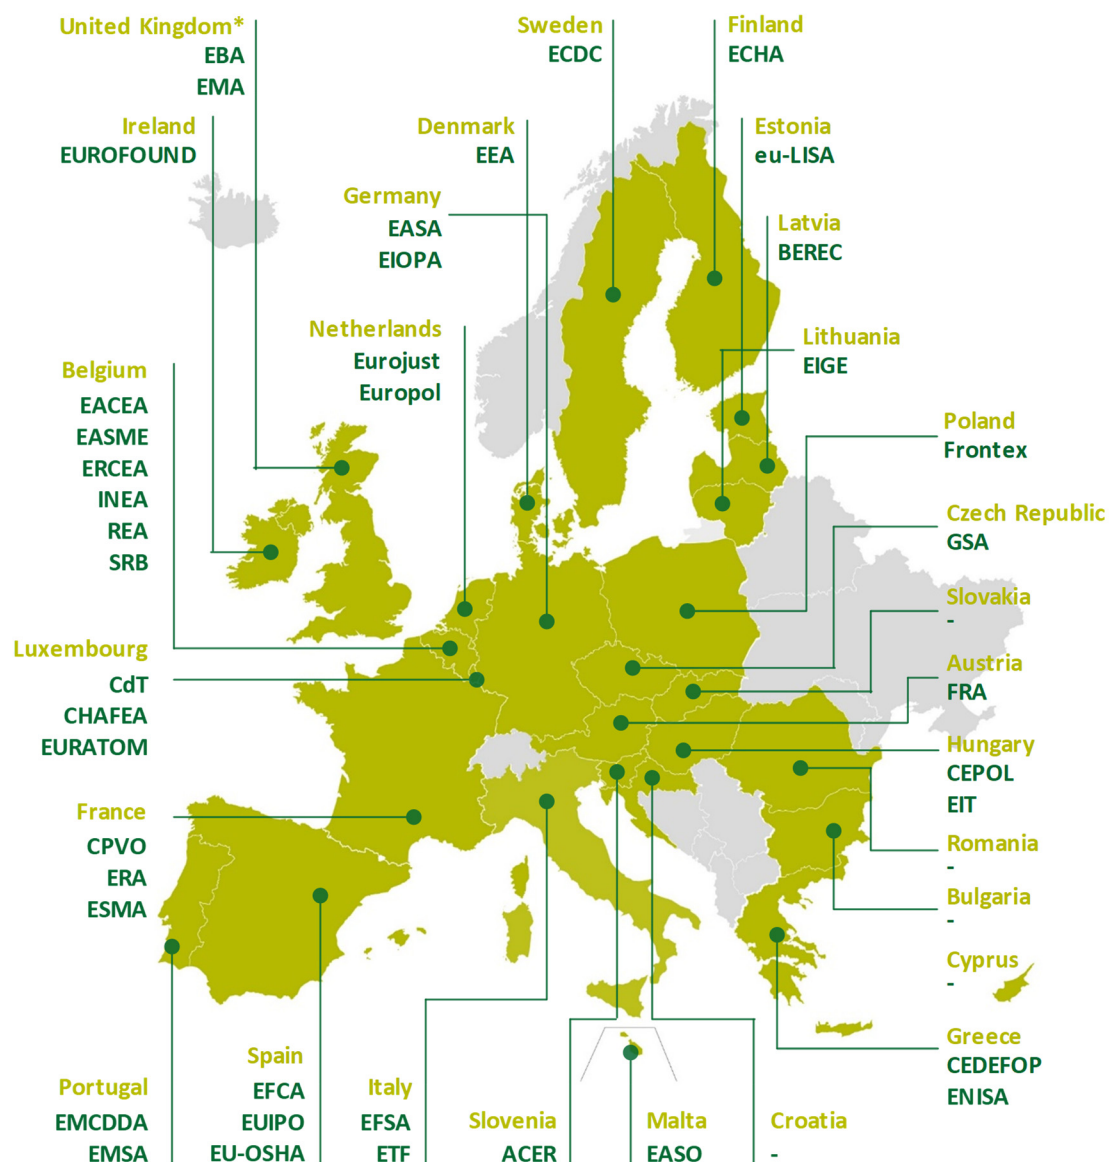 United Kingdom*
EBA
EMA
Sweden
ECDC
Finland
ECHA
Ireland
EUROFOUND
Denmark
EEA
Estonia
eu-LISA
Germany
EASA
EIOPA
Latvia
BEREC
Netherlands
Eurojust
Europol
Lithuania
EIGE
Belgium
EACEA
EASME
ERCEA
INEA
REA
SRB
Poland
Frontex
Czech Republic
GSA
Slovakia
-
Luxembourg
CdT
CHAFEA
EURATOM
Austria
FRA
Hungary
CEPOL
EIT
France
CPVO
ERA
ESMA
Romania
-
Bulgaria
-
Cyprus
-
Greece
CEDEFOP
ENISA
Portugal
EMCDDA
EMSA
Spain
EFCA
EUIPO
EU-OSHA
Italy
EFSA
ETF
Slovenia
ACER
Malta
EASO
Croatia
-